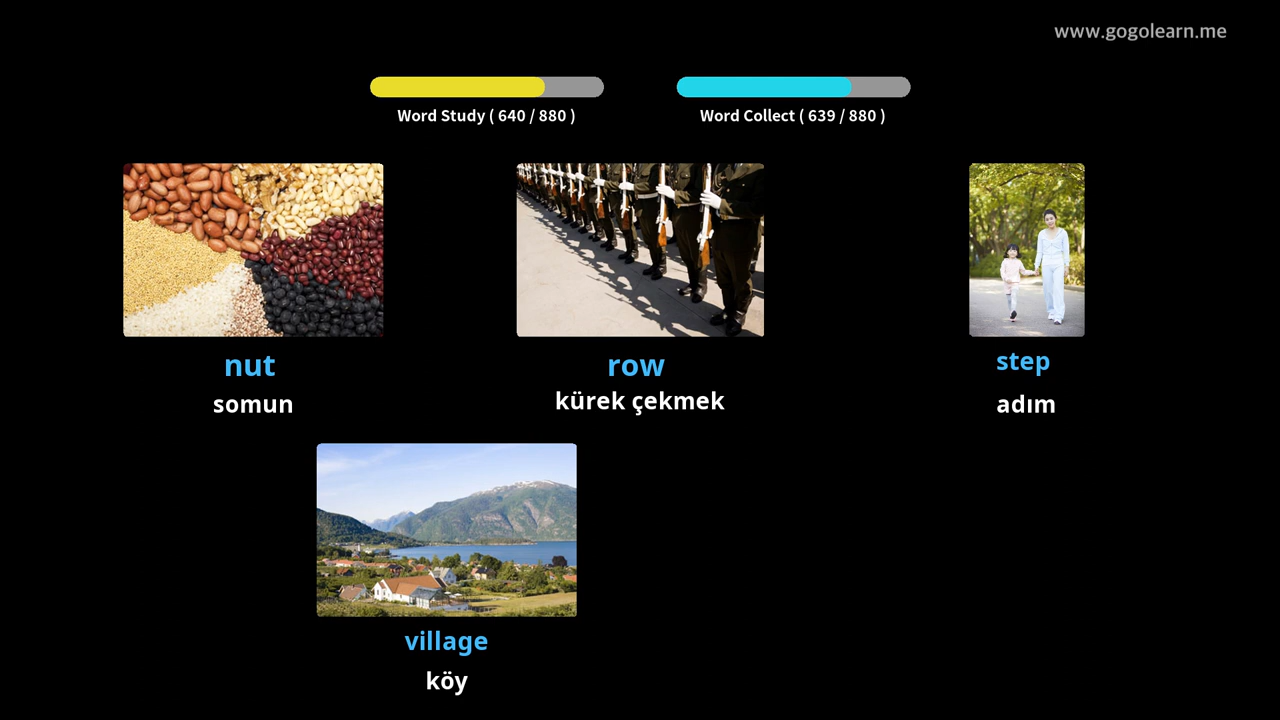 www.gogolearn.me
Word Study ( 640 / 880 )
Word Collect ( 639 / 880 )
nut
somun
row
kürek çekmek
step
adım
village
köy